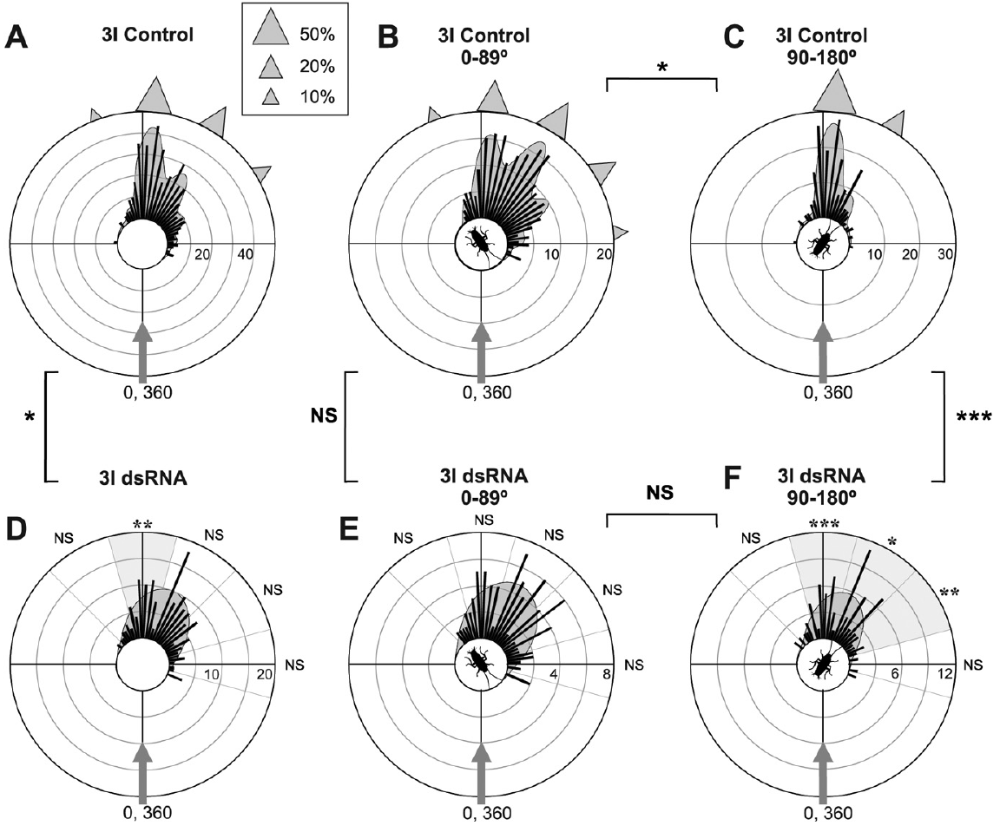 A
3I Control
50%
20%
10%
B
3I Control
0-89º
C
3I Control
90-180º
*
20 40
10 20
10 20 30
0, 360
0, 360
0, 360
*
NS
***
D
3I dsRNA
E
3I dsRNA
0-89º
F
3I dsRNA
90-180º
NS
NS
**
NS
NS
NS
NS
NS
NS
NS
NS
NS
***
*
**
NS
10 20
4 8
6 12
0, 360
0, 360
0, 360